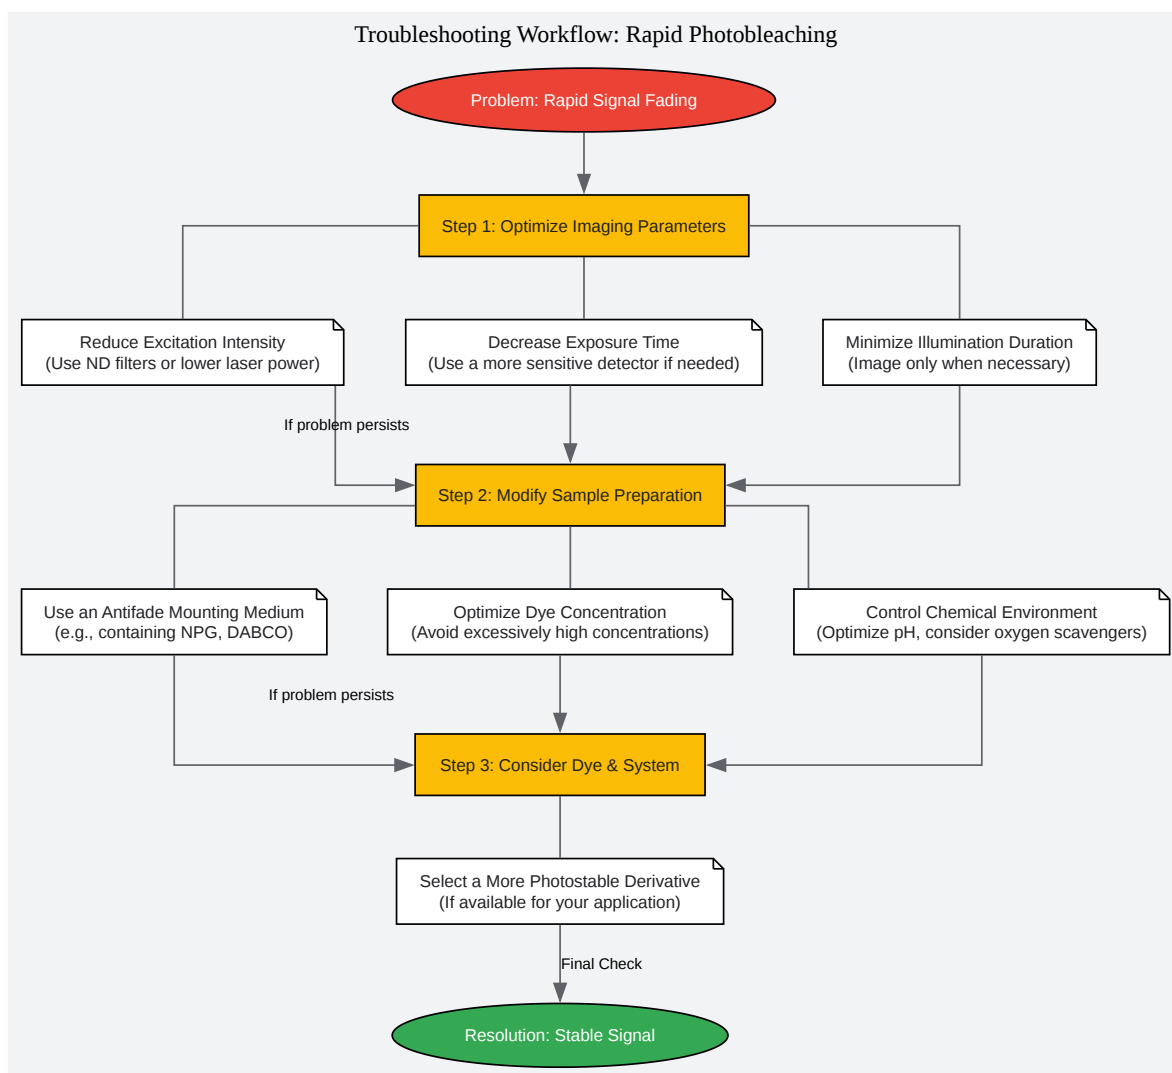 Troubleshooting Workflow: Rapid Photobleaching
Problem: Rapid Signal Fading
Step 1: Optimize Imaging Parameters
Reduce Excitation Intensity
(Use ND filters or lower laser power)
Decrease Exposure Time
(Use a more sensitive detector if needed)
Minimize Illumination Duration
(Image only when necessary)
If problem persists
Step 2: Modify Sample Preparation
Use an Antifade Mounting Medium
(e.g., containing NPG, DABCO)
Optimize Dye Concentration
(Avoid excessively high concentrations)
Control Chemical Environment
(Optimize pH, consider oxygen scavengers)
If problem persists
Step 3: Consider Dye & System
Select a More Photostable Derivative
(If available for your application)
Final Check
Resolution: Stable Signal